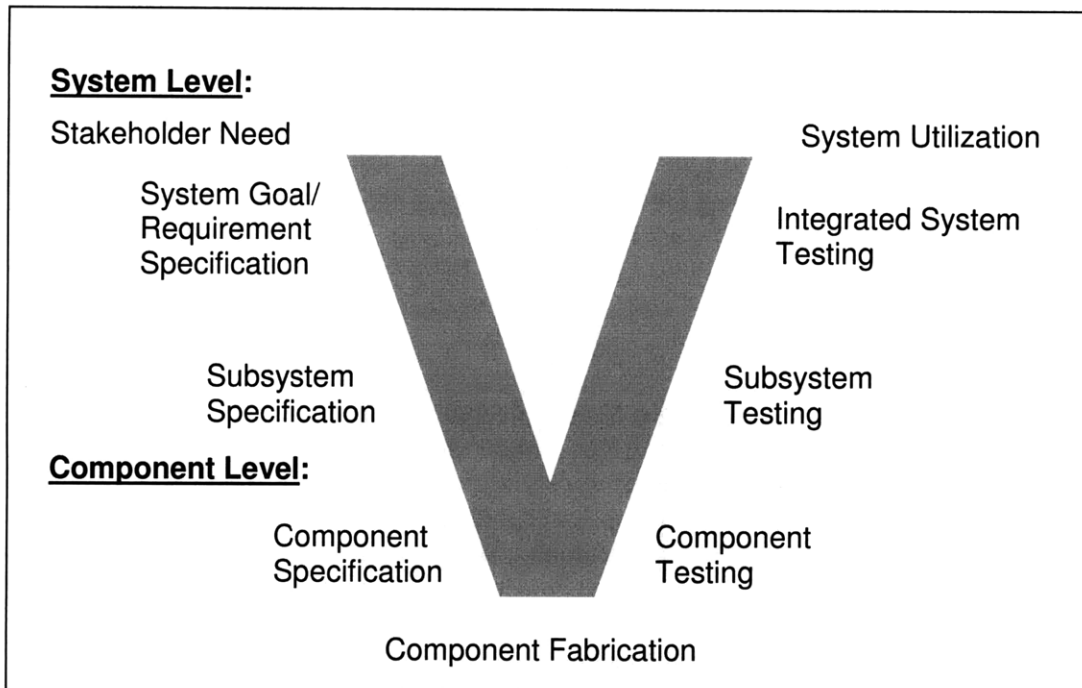 System Level:
Stakeholder Need
System Utilization
System Goal/
Requirement
Specification
Integrated System
Testing
Subsystem
Specification
Subsystem
Testing
Component Level:
Component
Specification
Component
Testing
Component Fabrication